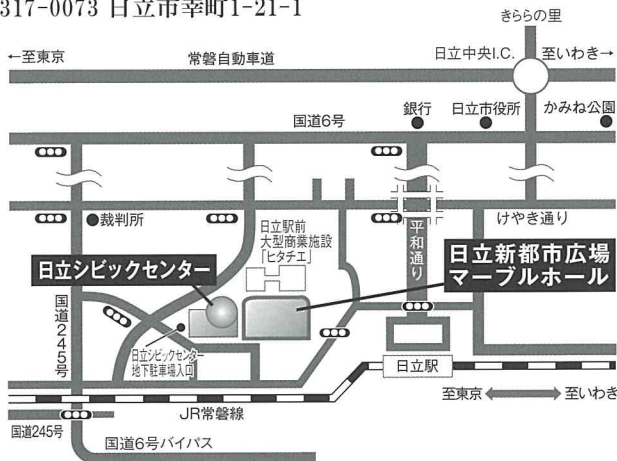 317-0073 日立市幸町1-21-1
きららの里
←至東京
常磐自動車道
日立中央I.C.
至いわき→
国道6号
銀行
日立市役所
かみね公園
裁判所
日立駅前
大型商業施設
「ヒタチエ」
平和通り
けやき通り
日立シビックセンター
日立新都市広場
マーブルホール
国道245号
日立シビックセンター
地下駐車場入口
日立駅
至東京
至いわき
JR常磐線
国道245号
国道6号バイパス